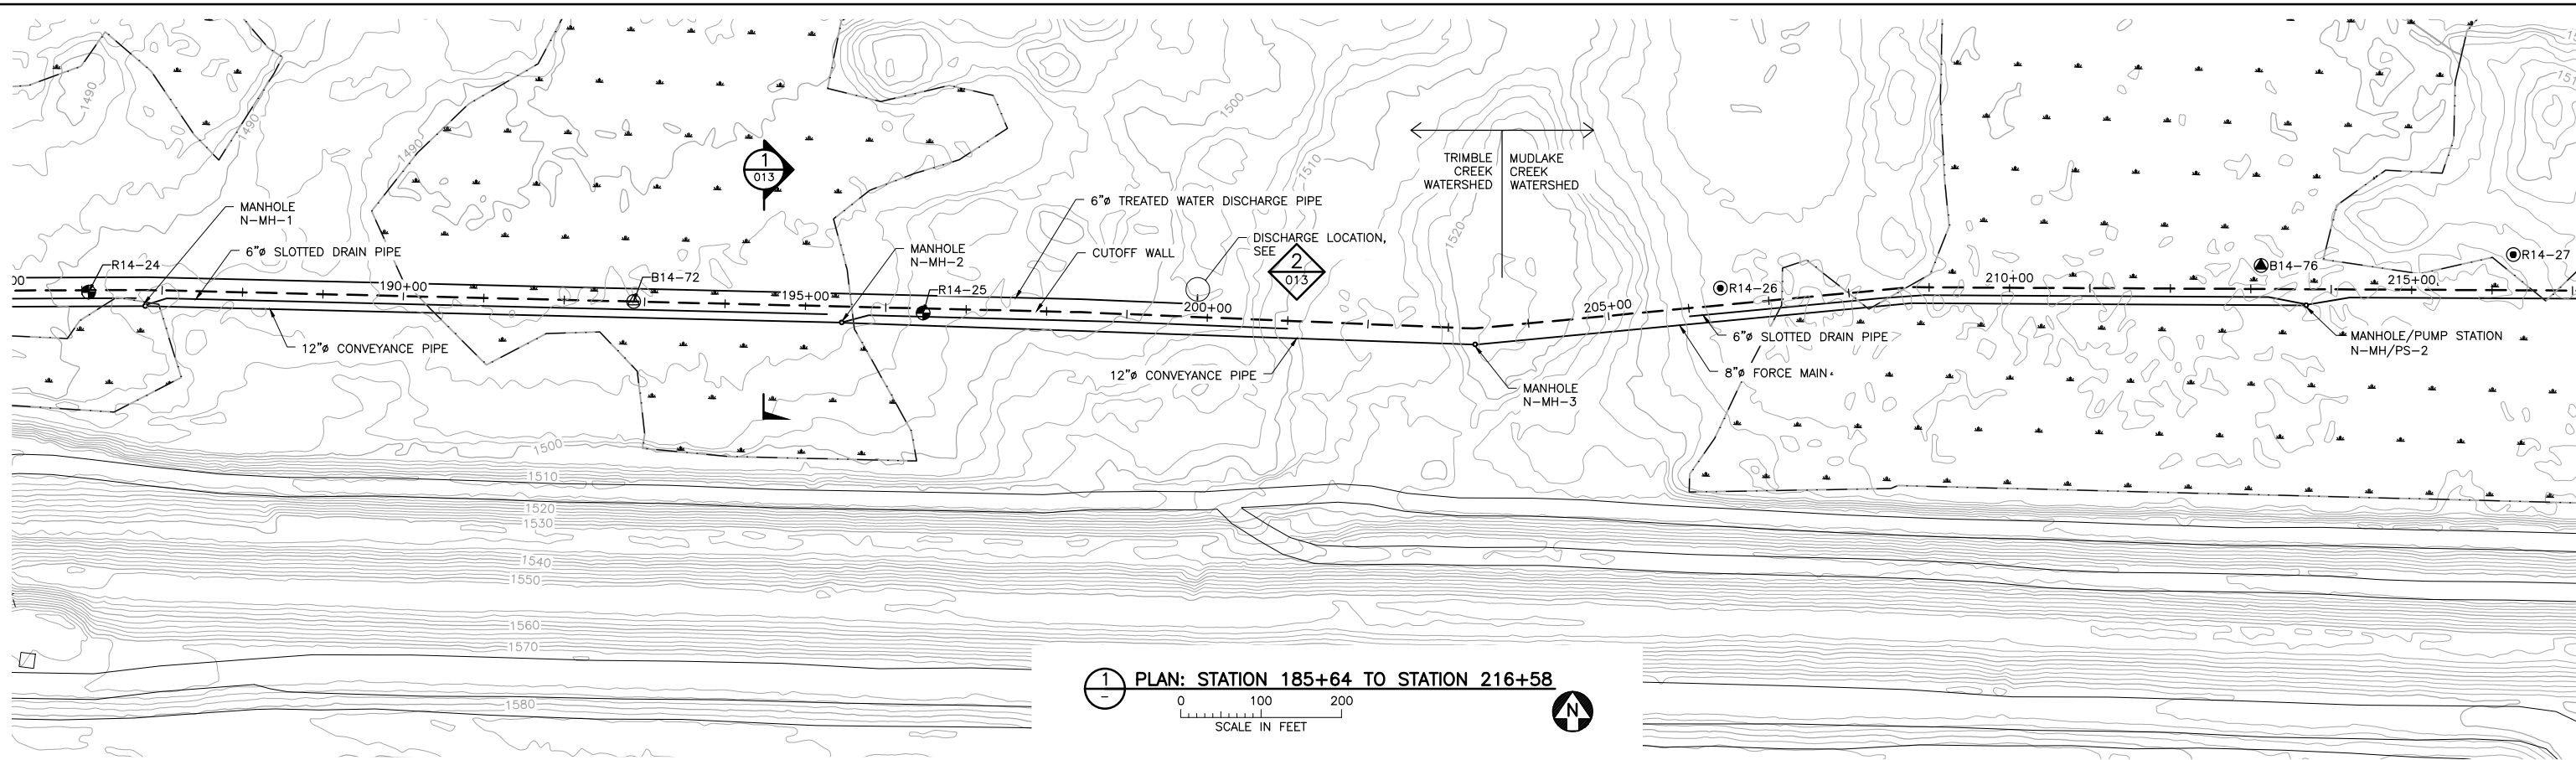 1490
1490
1490
1500
1510
1520
151
1
013
TRIMBLE
CREEK
WATERSHED
MUDLAKE
CREEK
WATERSHED
MANHOLE
N-MH-1
6"ø SLOTTED DRAIN PIPE
R14-24
00
190+00
12"ø CONVEYANCE PIPE
B14-72
195+00
MANHOLE
N-MH-2
R14-25
6"ø TREATED WATER DISCHARGE PIPE
CUTOFF WALL
DISCHARGE LOCATION,
SEE
2
013
200+00
12"ø CONVEYANCE PIPE
MANHOLE
N-MH-3
205+00
R14-26
6"ø SLOTTED DRAIN PIPE
8"ø FORCE MAIN
210+00
B14-76
215+00
R14-27
MANHOLE/PUMP STATION
N-MH/PS-2
1500
1510
1520
1530
1540
1550
1560
1570
1580
1
-
PLAN: STATION 185+64 TO STATION 216+58
0 100 200
SCALE IN FEET
N